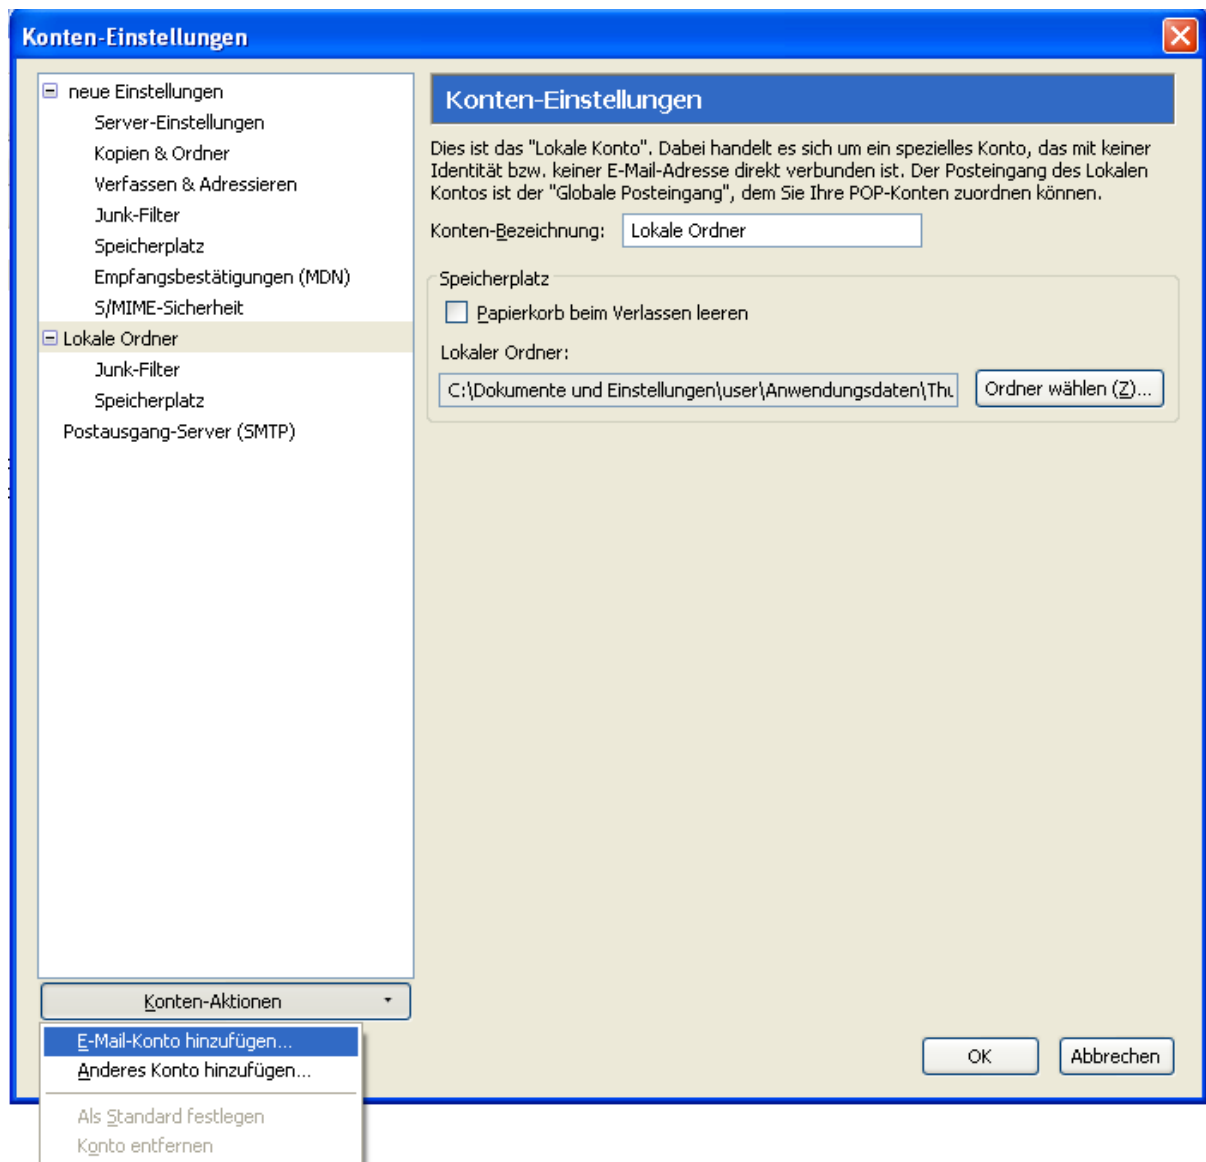 Konten-Einstellungen
neue Einstellungen
Server-Einstellungen
Kopien & Ordner
Verfassen & Adressieren
Junk-Filter
Speicherplatz
Empfangsbestätigungen (MDN)
S/MIME-Sicherheit
Lokale Ordner
Junk-Filter
Speicherplatz
Postausgang-Server (SMTP)
Konten-Aktionen
E-Mail-Konto hinzufügen...
Anderes Konto hinzufügen...
Als Standard festlegen
Konto entfernen
Konten-Einstellungen
Dies ist das "Lokale Konto". Dabei handelt es sich um ein spezielles Konto, das mit keiner
Identität bzw. keiner E-Mail-Adresse direkt verbunden ist. Der Posteingang des Lokalen
Kontos ist der "Globale Posteingang", dem Sie Ihre POP-Konten zuordnen können.
Konten-Bezeichnung: Lokale Ordner
Speicherplatz
Papierkorb beim Verlassen leeren
Lokaler Ordner:
C:\Dokumente und Einstellungen\user\Anwendungsdaten\Thu Ordner wählen (Z)...
OK Abbrechen